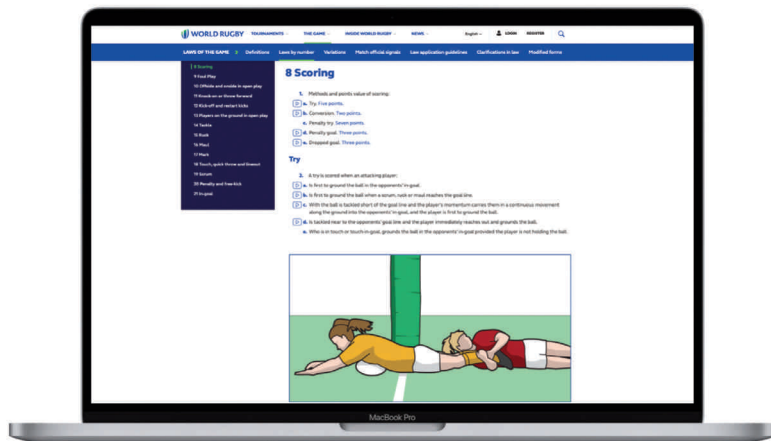 WORLD RUGBY TOURNAMENTS THE GAME INSIDE WORLD RUGBY NEWS English LOGIN REGISTER
LAWS OF THE GAME Definitions Laws by number Variations Match official signals Law application guidelines Clarifications in law Modified forms
8 Scoring
9 Foul Play
10 Offside and onside in open play
11 Knock-on or throw forward
12 Kick-off and restart kicks
13 Players on the ground in open play
14 Tackle
15 Ruck
16 Maul
17 Mark
18 Touch, quick throw and lineout
19 Scrum
20 Penalty and free-kick
21 In-goal
8 Scoring
1. Methods and points value of scoring:
a. Try. Five points.
b. Conversion. Two points.
c. Penalty try. Seven points.
d. Penalty goal. Three points.
e. Dropped goal. Three points.
Try
2. A try is scored when an attacking player:
a. Is first to ground the ball in the opponents' in-goal.
b. Is first to ground the ball when a scrum, ruck or maul reaches the goal line.
c. With the ball is tackled short of the goal line and the player's momentum carries them in a continuous movement
along the ground into the opponents' in-goal, and the player is first to ground the ball.
d. Is tackled near to the opponents' goal line and the player immediately reaches out and grounds the ball.
e. Who is in touch or touch-in-goal, grounds the ball in the opponents' in-goal provided the player is not holding the ball.
MacBook Pro